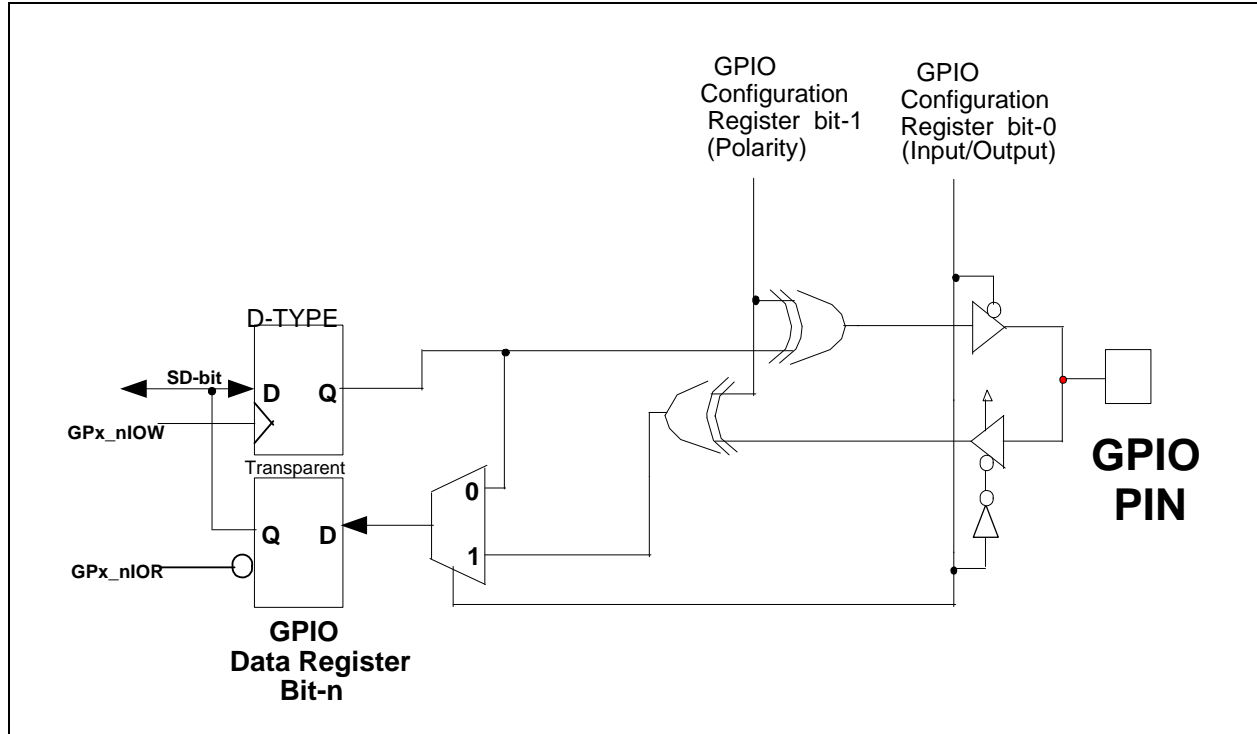 GPIO
Configuration
Register bit-1
(Polarity)
GPIO
Configuration
Register bit-0
(Input/Output)
D-TYPE
SD-bit
D
Q
GPx_nIOW
Transparent
0
Q
D
1
GPx_nIOR
GPIO
PIN
GPIO
Data Register
Bit-n